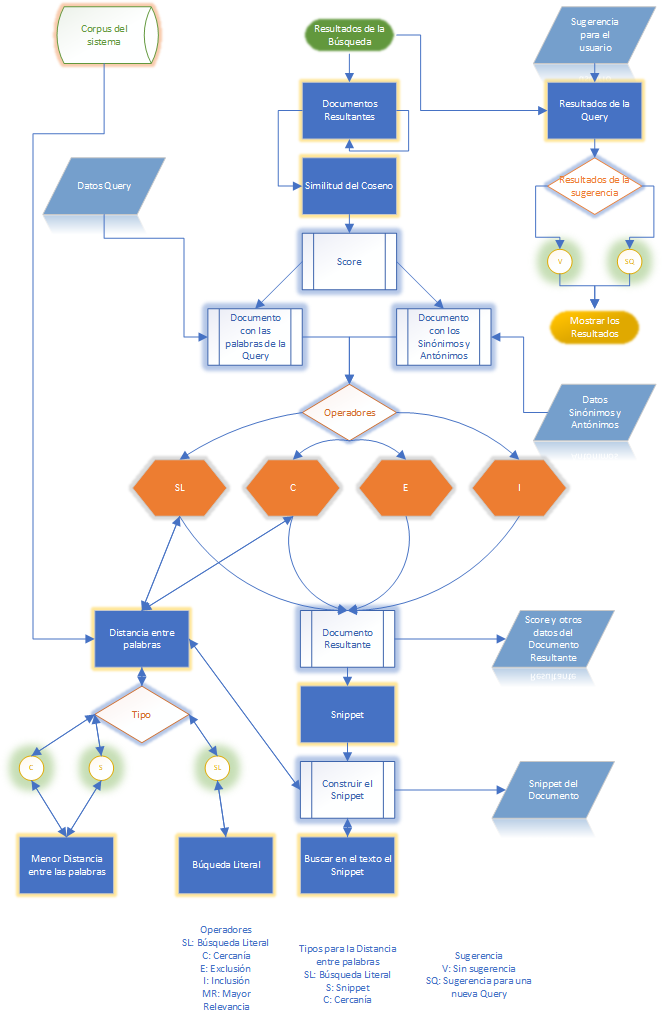 Corpus del
sistema
Resultados de la
Búsqueda
Sugerencia
para el
usuario
Documentos
Resultantes
Resultados de la
Query
Datos Query
Similitud del Coseno
Resultados de la
sugerencia
Score
V
SQ
Documento
con las
palabras de la
Query
Documento
con los
Sinónimos y
Antónimos
Mostrar los
Resultados
Operadores
Datos
Sinónimos y
Antónimos
SL
C
E
I
Distancia entre
palabras
Documento
Resultante
Score y otros
datos del
Documento
Resultante
Tipo
Snippet
C
S
SL
Construir el
Snippet
Snippet del
Documento
Menor Distancia
entre las palabras
Búqueda Literal
Buscar en el texto el
Snippet
Operadores
SL: Búsqueda Literal
C: Cercanía
E: Exclusión
I: Inclusión
MR: Mayor
Relevancia
Tipos para la Distancia
entre palabras
SL: Búsqueda Literal
S: Snippet
C: Cercanía
Sugerencia
V: Sin sugerencia
SQ: Sugerencia para una
nueva Query